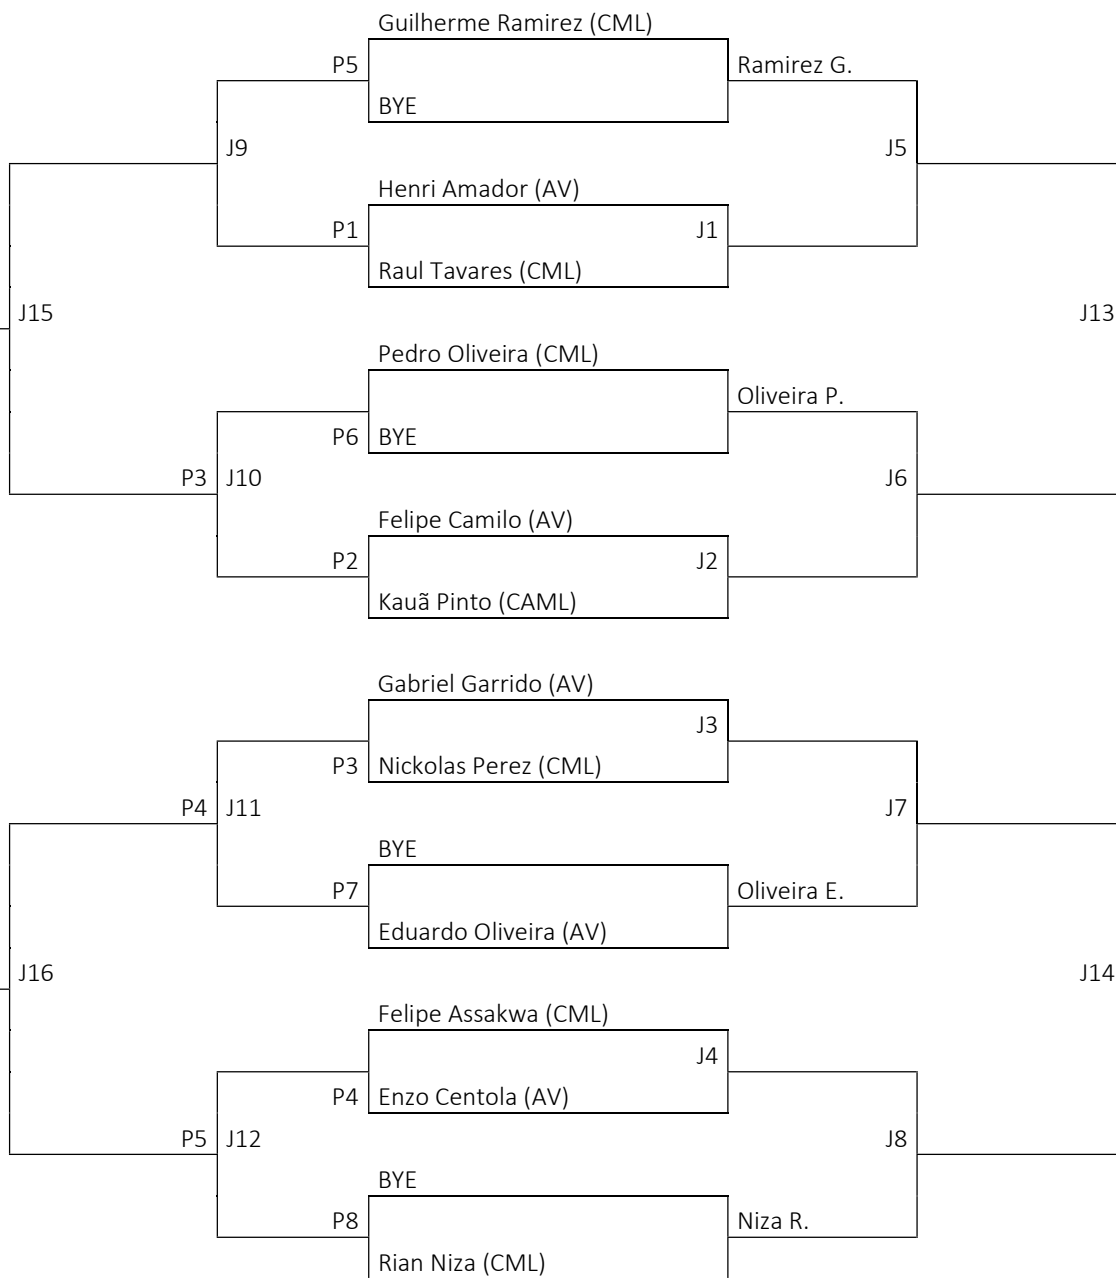 Guilherme Ramirez (CML)
P5 Ramirez G.
BYE
J9 J5
Henri Amador (AV)
P1 J1
Raul Tavares (CML)
J15 J13
Pedro Oliveira (CML)
Oliveira P.
P6 BYE
P3 J10 J6
Felipe Camilo (AV)
P2 J2
Kauã Pinto (CAML)
Gabriel Garrido (AV)
J3
P3 Nickolas Perez (CML)
P4 J11 J7
BYE
P7 Oliveira E.
Eduardo Oliveira (AV)
J16 J14
Felipe Assakwa (CML)
J4
P4 Enzo Centola (AV)
P5 J12 J8
BYE
P8 Niza R.
Rian Niza (CML)